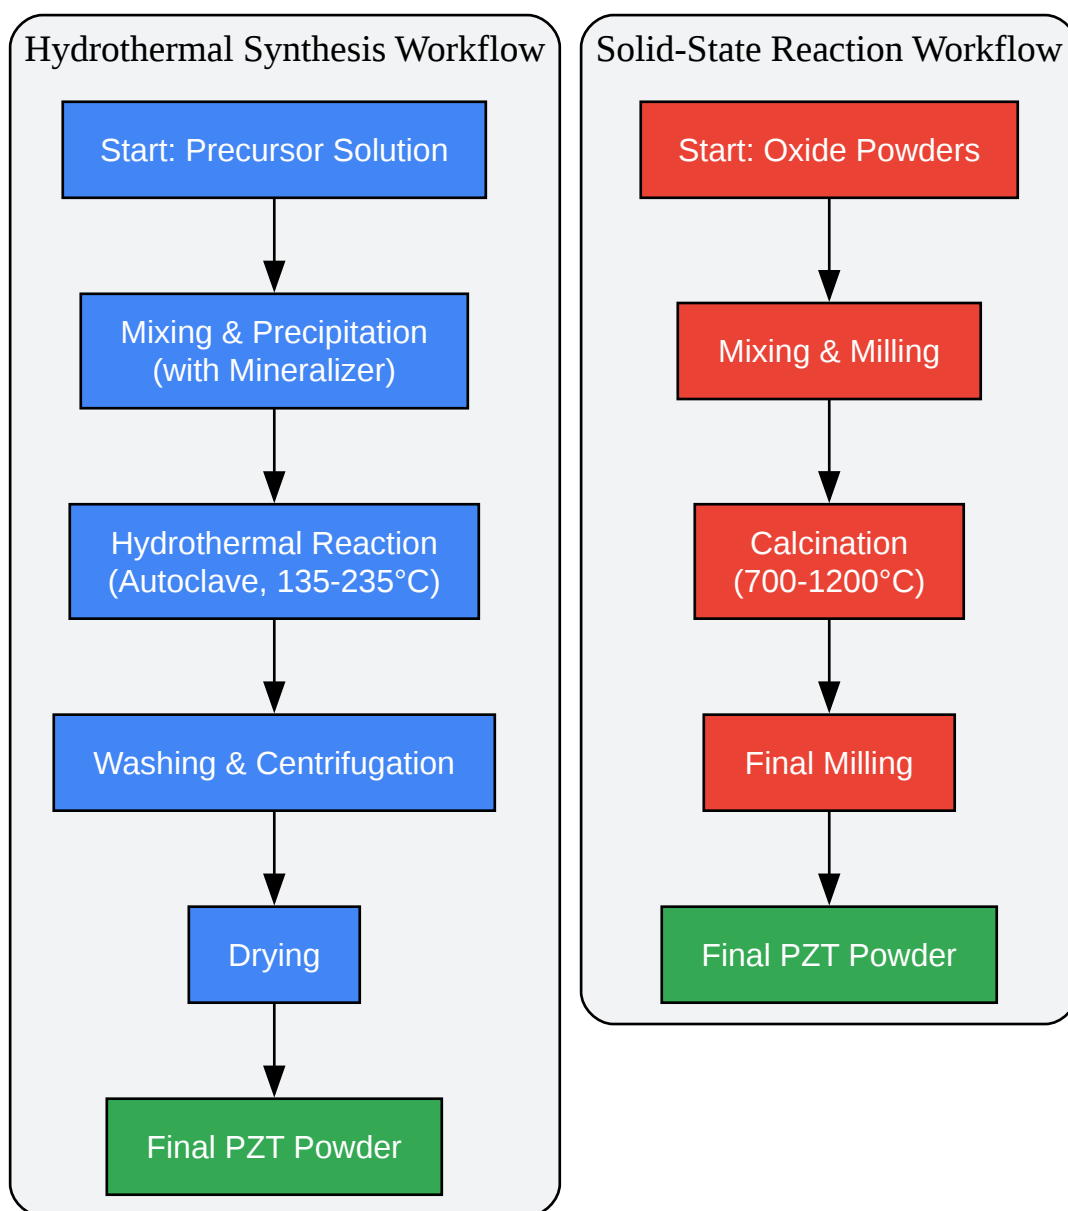 Hydrothermal Synthesis Workflow
Start: Precursor Solution
Mixing & Precipitation
(with Mineralizer)
Hydrothermal Reaction
(Autoclave, 135-235°C)
Washing & Centrifugation
Drying
Final PZT Powder
Solid-State Reaction Workflow
Start: Oxide Powders
Mixing & Milling
Calcination
(700-1200°C)
Final Milling
Final PZT Powder